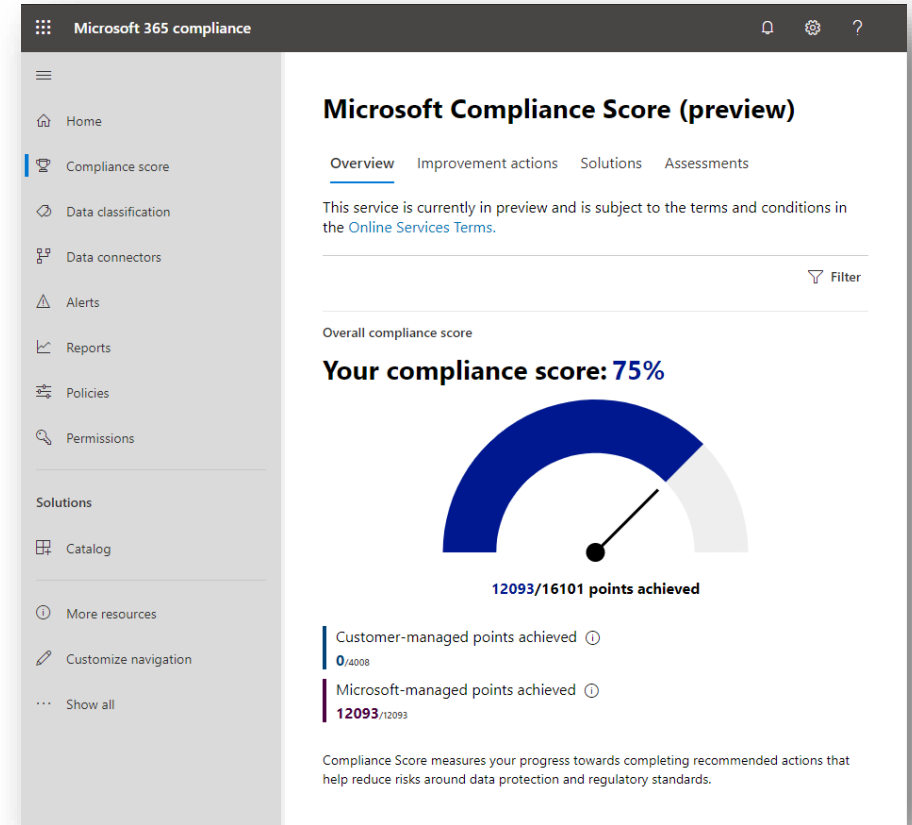 Microsoft 365 compliance
?
Home
Compliance score
Data classification
Data connectors
Alerts
Reports
Policies
Permissions
Solutions
Catalog
More resources
Customize navigation
Show all
Microsoft Compliance Score (preview)
Overview Improvement actions Solutions Assessments
This service is currently in preview and is subject to the terms and conditions in
the Online Services Terms.
Filter
Overall compliance score
Your compliance score: 75%
12093/16101 points achieved
Customer-managed points achieved
0/4008
Microsoft-managed points achieved
12093/12093
Compliance Score measures your progress towards completing recommended actions that
help reduce risks around data protection and regulatory standards.